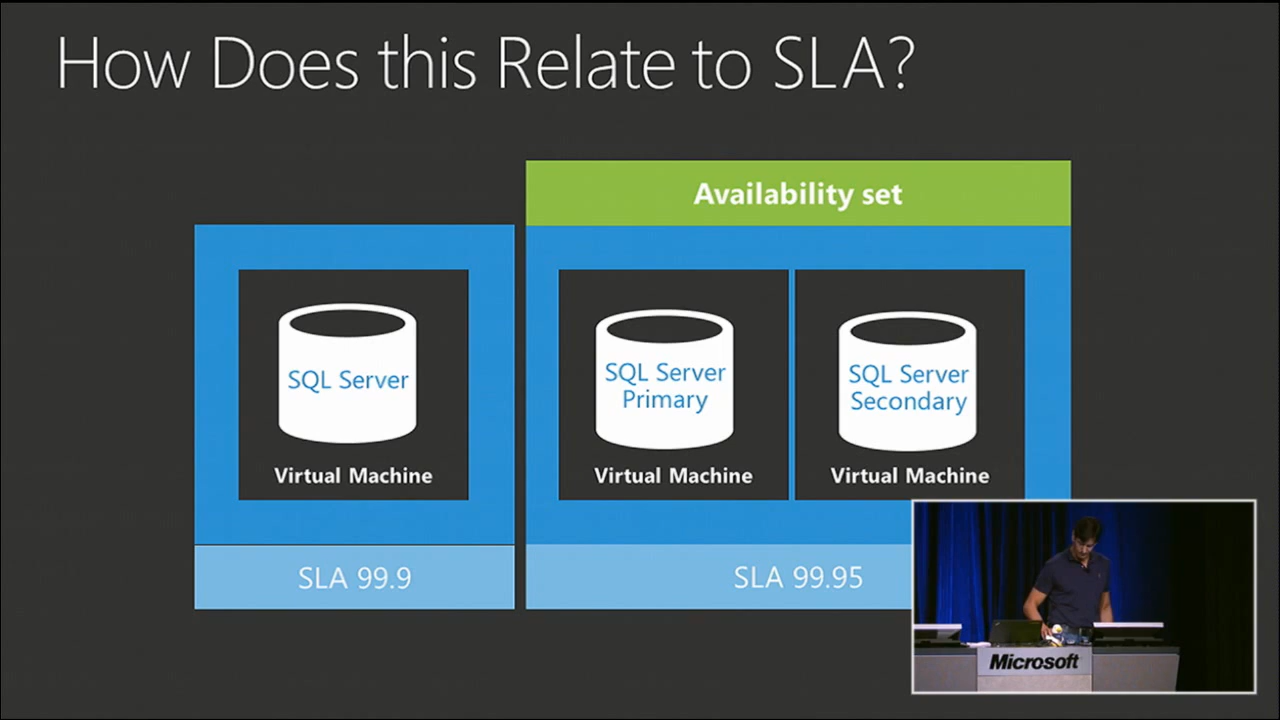 How Does this Relate to SLA?
Availability set
SQL Server
Virtual Machine
SQL Server
Primary
Virtual Machine
SQL Server
Secondary
Virtual Machine
SLA 99.9
SLA 99.95
Microsoft